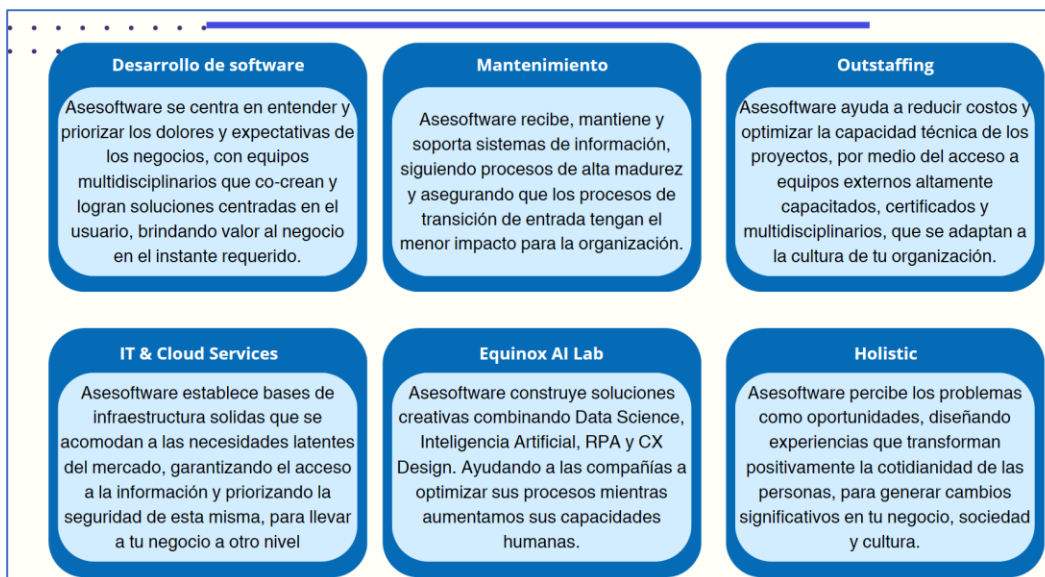 Desarrollo de software
Asesoftware se centra en entender y
priorizar los dolores y expectativas de
los negocios, con equipos
multidisciplinarios que co-crean y
logran soluciones centradas en el
usuario, brindando valor al negocio
en el instante requerido.
Mantenimiento
Asesoftware recibe, mantiene y
soporta sistemas de información,
siguiendo procesos de alta madurez
y asegurando que los procesos de
transición de entrada tengan el
menor impacto para la organización.
Outstaffing
Asesoftware ayuda a reducir costos y
optimizar la capacidad técnica de los
proyectos, por medio del acceso a
equipos externos altamente
capacitados, certificados y
multidisciplinarios, que se adaptan a
la cultura de tu organización.
IT & Cloud Services
Asesoftware establece bases de
infraestructura solidas que se
acomodan a las necesidades latentes
del mercado, garantizando el acceso
a la información y priorizando la
seguridad de esta misma, para llevar
a tu negocio a otro nivel
Equinox AI Lab
Asesoftware construye soluciones
creativas combinando Data Science,
Inteligencia Artificial, RPA y CX
Design. Ayudando a las compañías a
optimizar sus procesos mientras
aumentamos sus capacidades
humanas.
Holistic
Asesoftware percibe los problemas
como oportunidades, diseñando
experiencias que transforman
positivamente la cotidianidad de las
personas, para generar cambios
significativos en tu negocio, sociedad
y cultura.